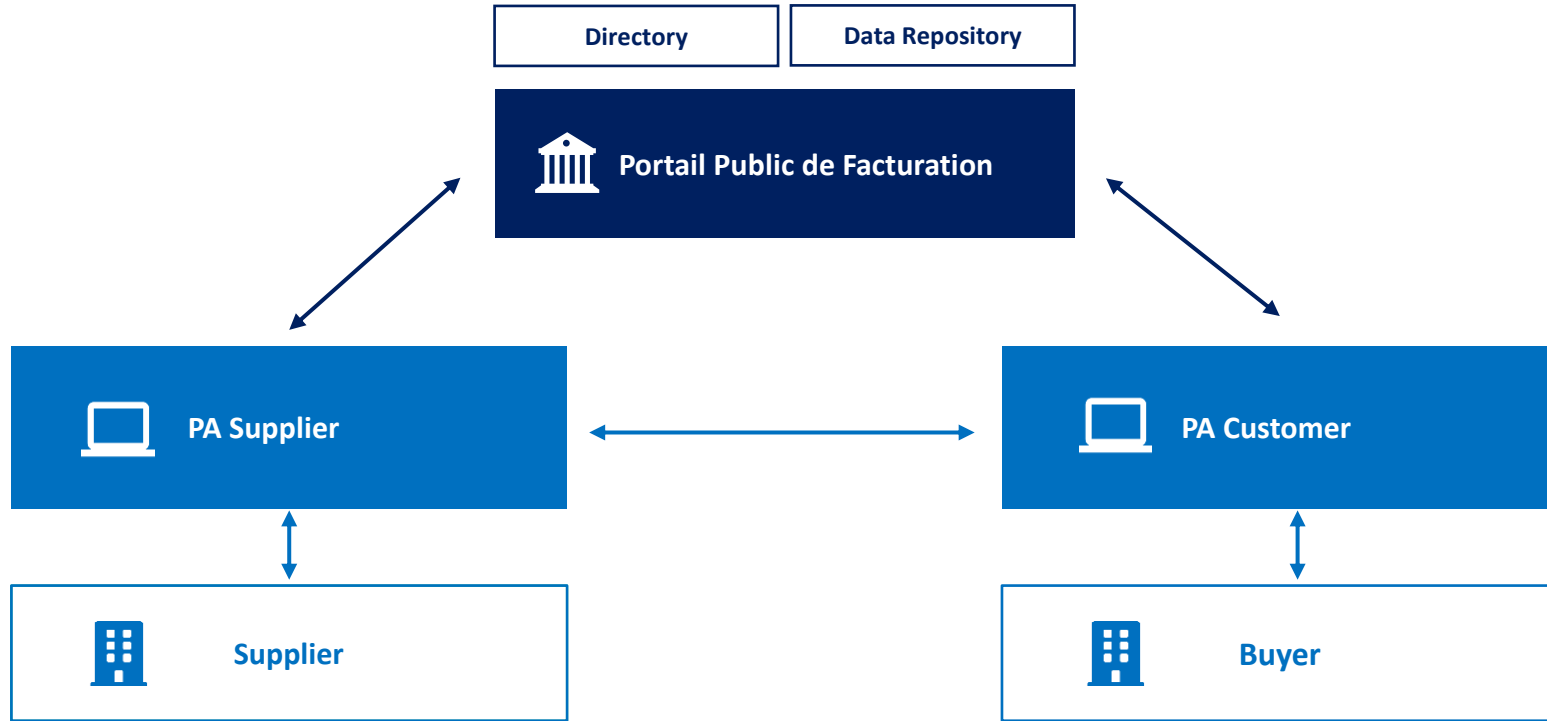 Directory
Data Repository
Portail Public de Facturation
PA Supplier
PA Customer
Supplier
Buyer